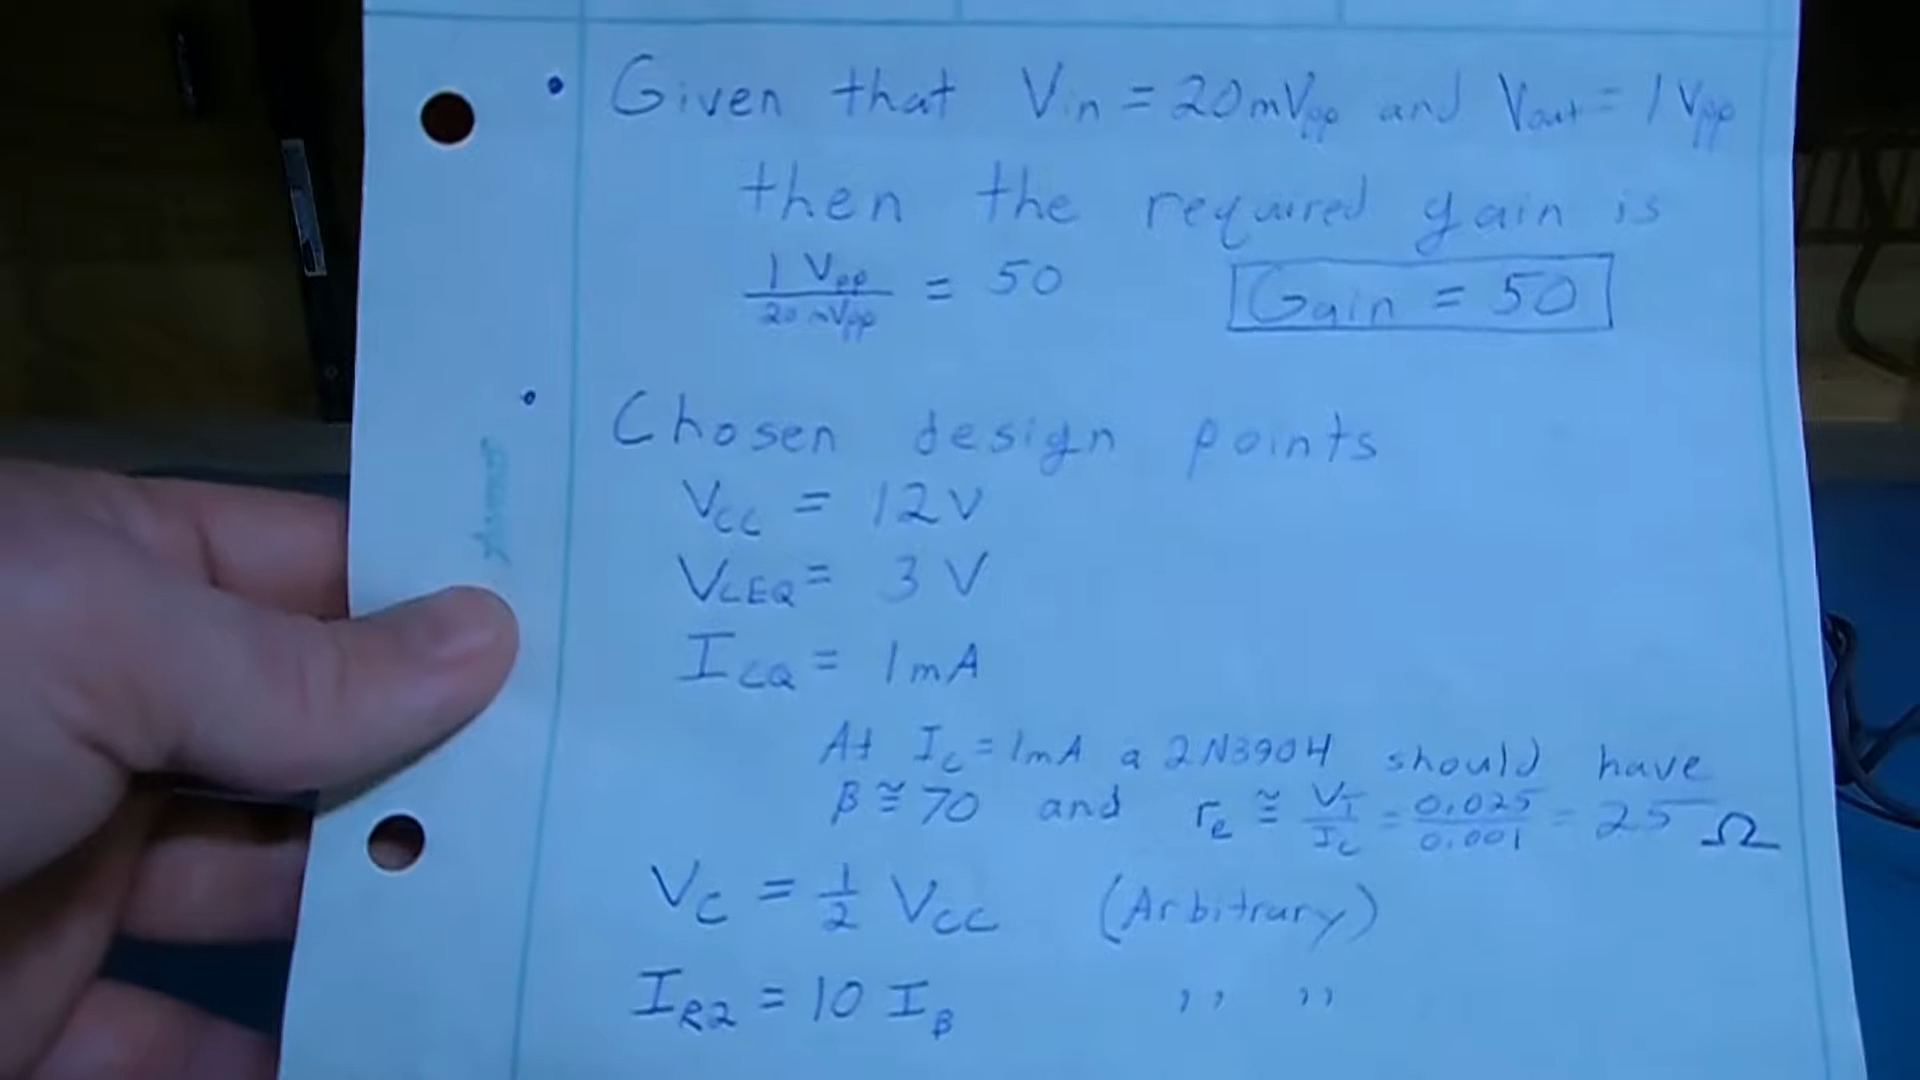 • Given that Vin = 20mVpp and Vout = 1Vpp
then the required gain is
1 Vpp / 20 mVpp = 50 Gain = 50
• Chosen design points
VCC = 12V
VCEQ = 3 V
ICQ = 1mA
At IC = 1mA a 2N3904 should have
β ≅ 70 and re ≅ VT/IC = 0.025/0.001 = 25 Ω
VC = 1/2 VCC (Arbitrary)
IR2 = 10 IB ,, ,,